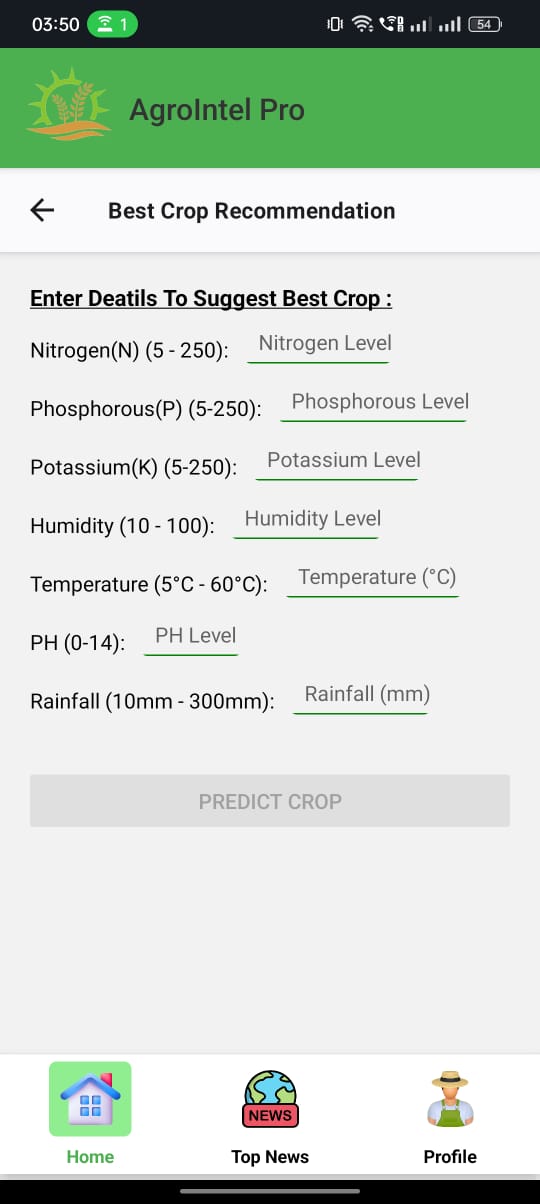 03:50 1 54
AgroIntel Pro
Best Crop Recommendation
Enter Deatils To Suggest Best Crop :
Nitrogen(N) (5 - 250): Nitrogen Level
Phosphorous(P) (5-250): Phosphorous Level
Potassium(K) (5-250): Potassium Level
Humidity (10 - 100): Humidity Level
Temperature (5°C - 60°C): Temperature (°C)
PH (0-14): PH Level
Rainfall (10mm - 300mm): Rainfall (mm)
PREDICT CROP
NEWS
Home Top News Profile